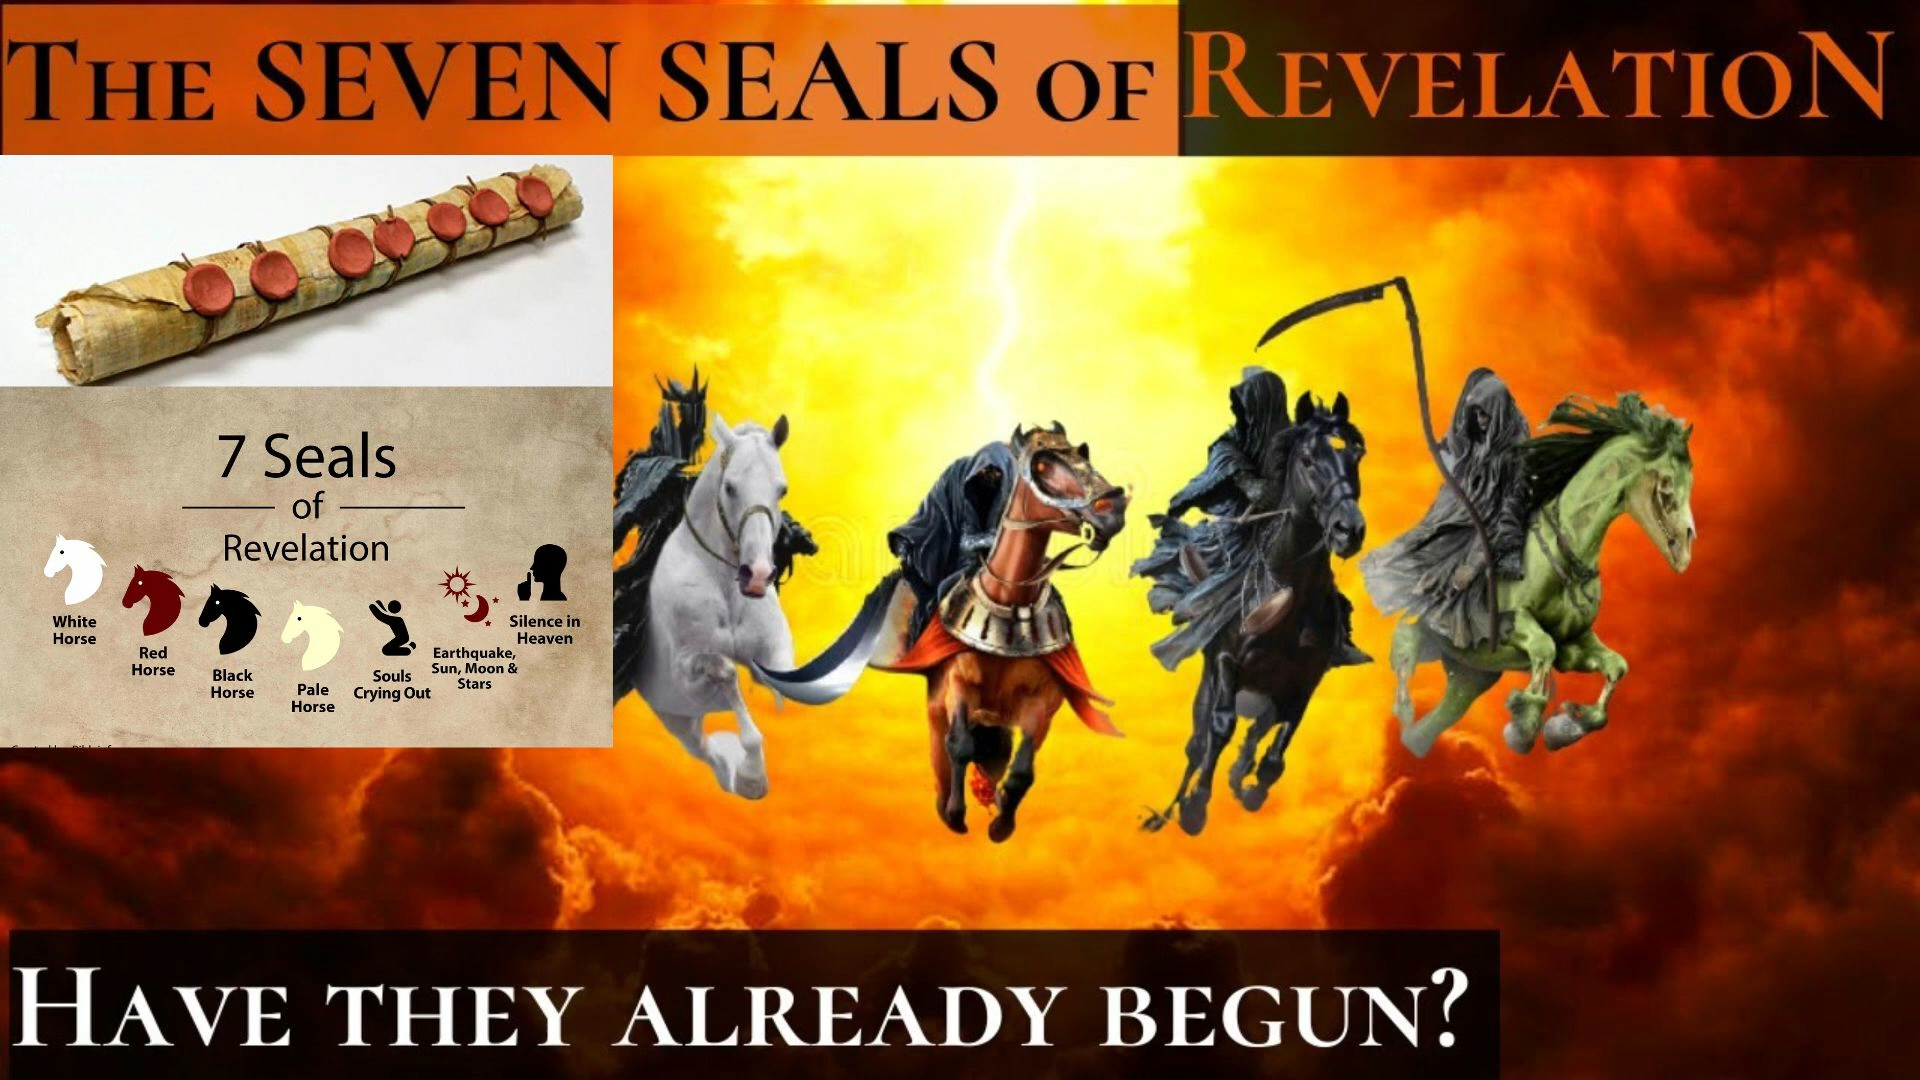 The SEVEN SEALS of RevelatioN
7 Seals
of
Revelation
White
Horse
Red
Horse
Black
Horse
Pale
Horse
Souls
Crying Out
Earthquake,
Sun, Moon &
Stars
Silence in
Heaven
Have they already begun?